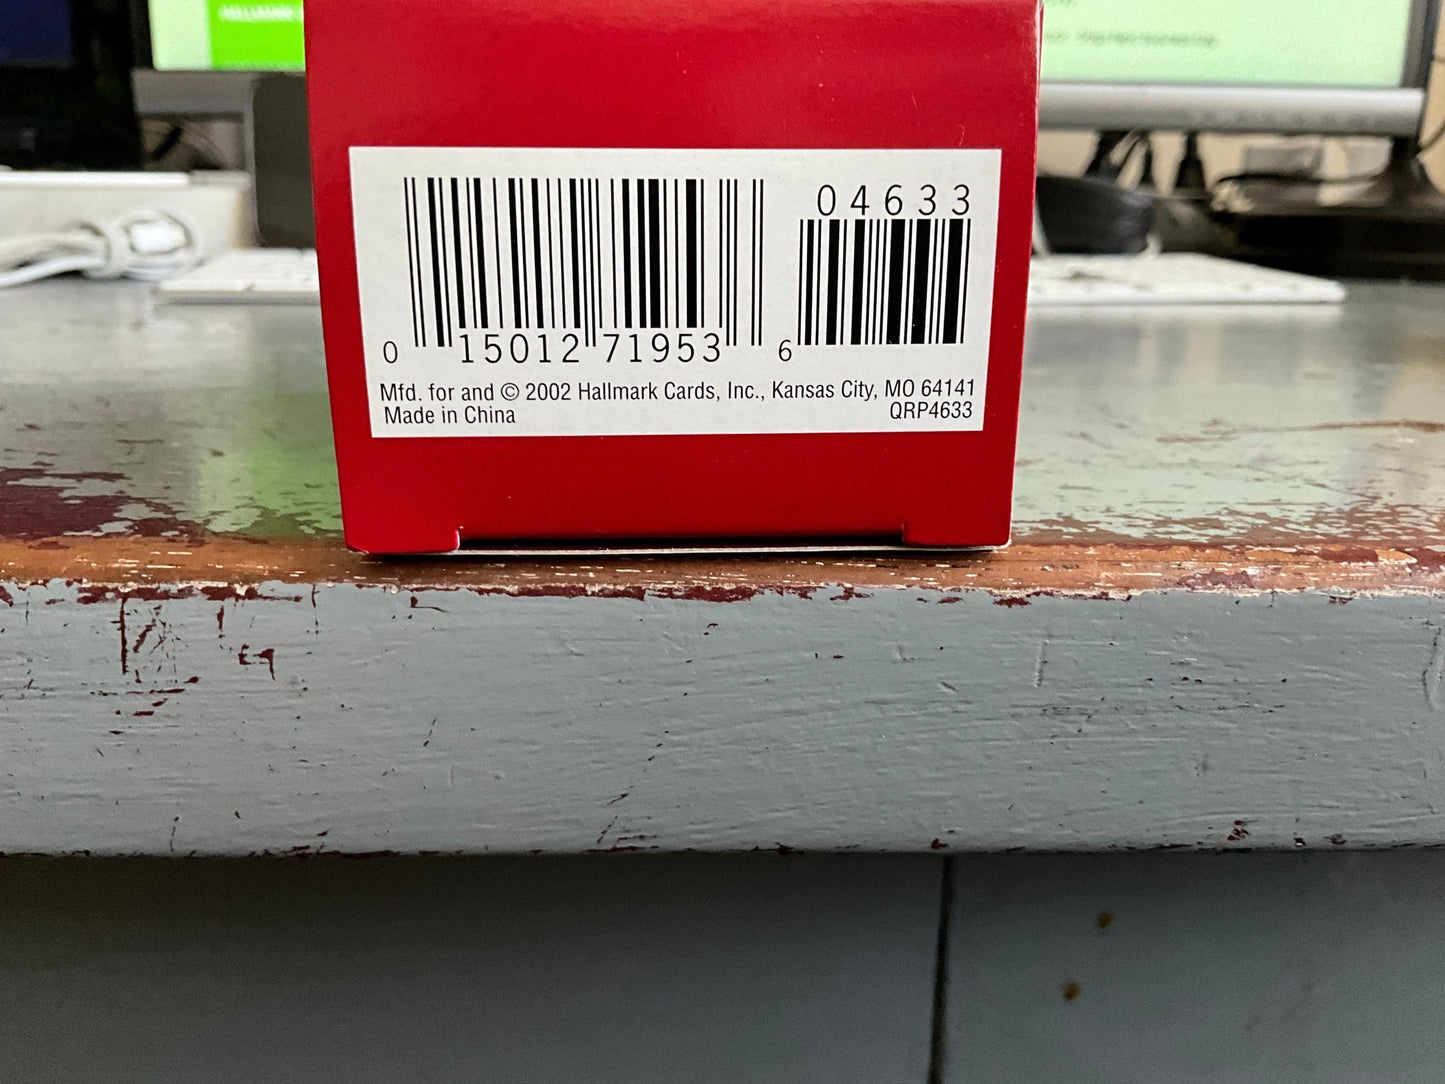 HALLMARK
04633
0 15012 71953 6
Mfd. for and © 2002 Hallmark Cards, Inc., Kansas City, MO 64141
Made in China
QRP4633